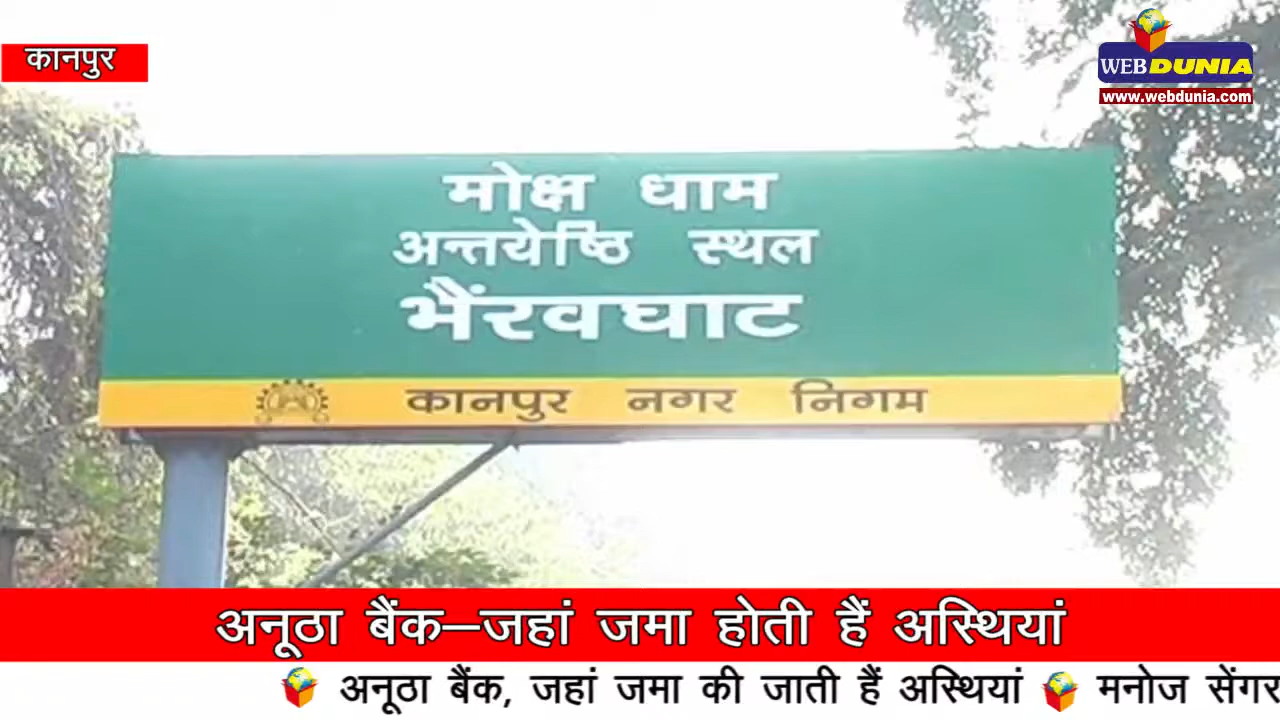 कानपुर
WEBDUNIA
www.webdunia.com
मोक्ष धाम
अन्तयेष्ठि स्थल
भैंरवघाट
कानपुर नगर निगम
अनूठा बैंक–जहां जमा होती हैं अस्थियां
अनूठा बैंक, जहां जमा की जाती हैं अस्थियां मनोज सेंगर